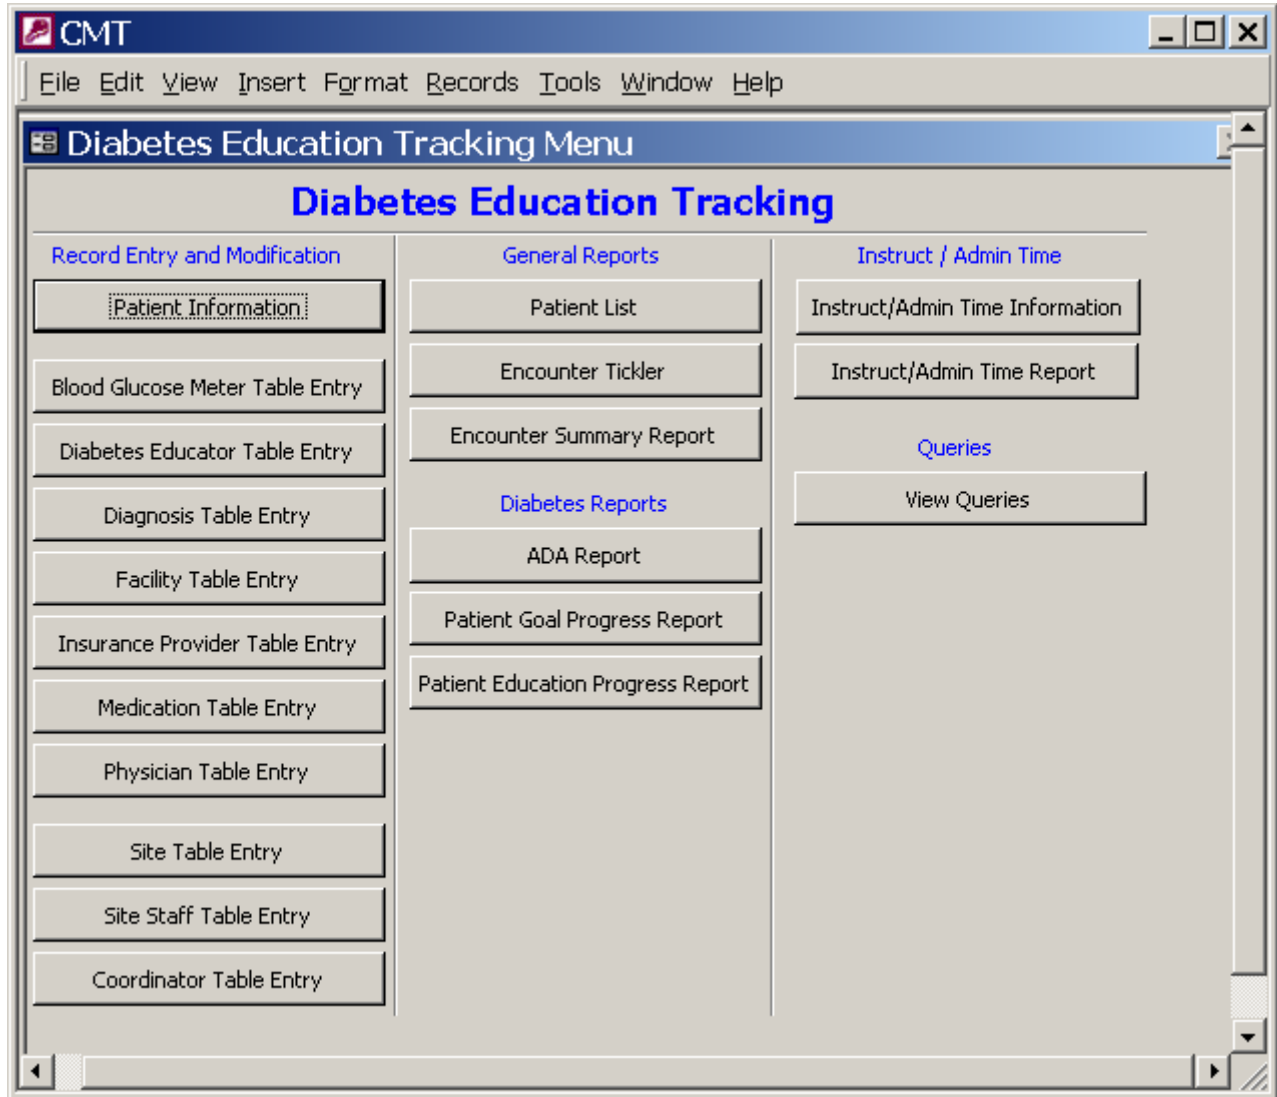 CMT
File Edit View Insert Format Records Tools Window Help
Diabetes Education Tracking Menu
Diabetes Education Tracking
Record Entry and Modification
Patient Information
Blood Glucose Meter Table Entry
Diabetes Educator Table Entry
Diagnosis Table Entry
Facility Table Entry
Insurance Provider Table Entry
Medication Table Entry
Physician Table Entry
Site Table Entry
Site Staff Table Entry
Coordinator Table Entry
General Reports
Patient List
Encounter Tickler
Encounter Summary Report
Diabetes Reports
ADA Report
Patient Goal Progress Report
Patient Education Progress Report
Instruct / Admin Time
Instruct/Admin Time Information
Instruct/Admin Time Report
Queries
View Queries